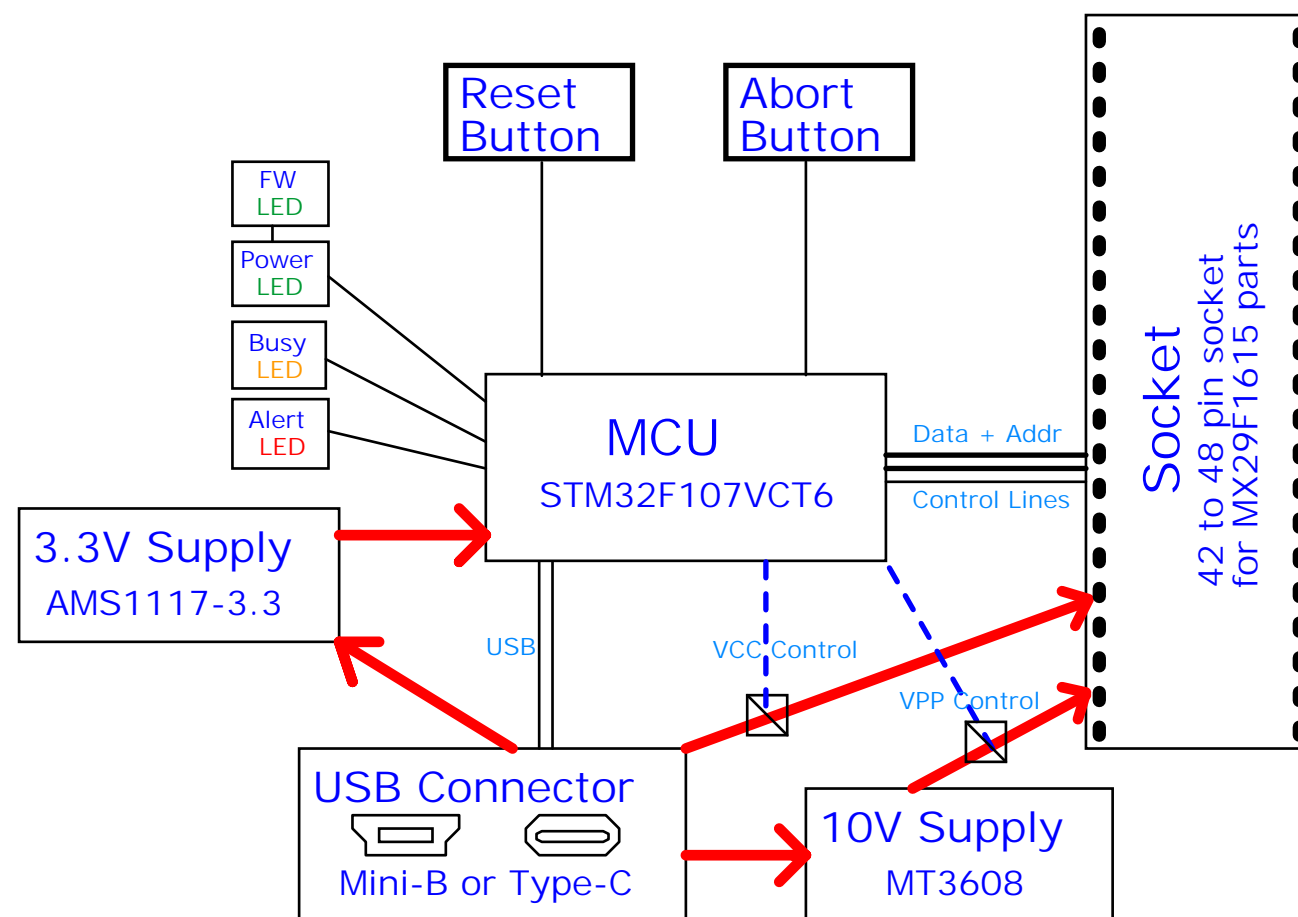 Reset
Button
Abort
Button
FW
LED
Power
LED
Busy
LED
Alert
LED
MCU
STM32F107VCT6
Data + Addr
Control Lines
Socket
42 to 48 pin socket
for MX29F1615 parts
3.3V Supply
AMS1117-3.3
USB
VCC Control
VPP Control
USB Connector
Mini-B or Type-C
10V Supply
MT3608